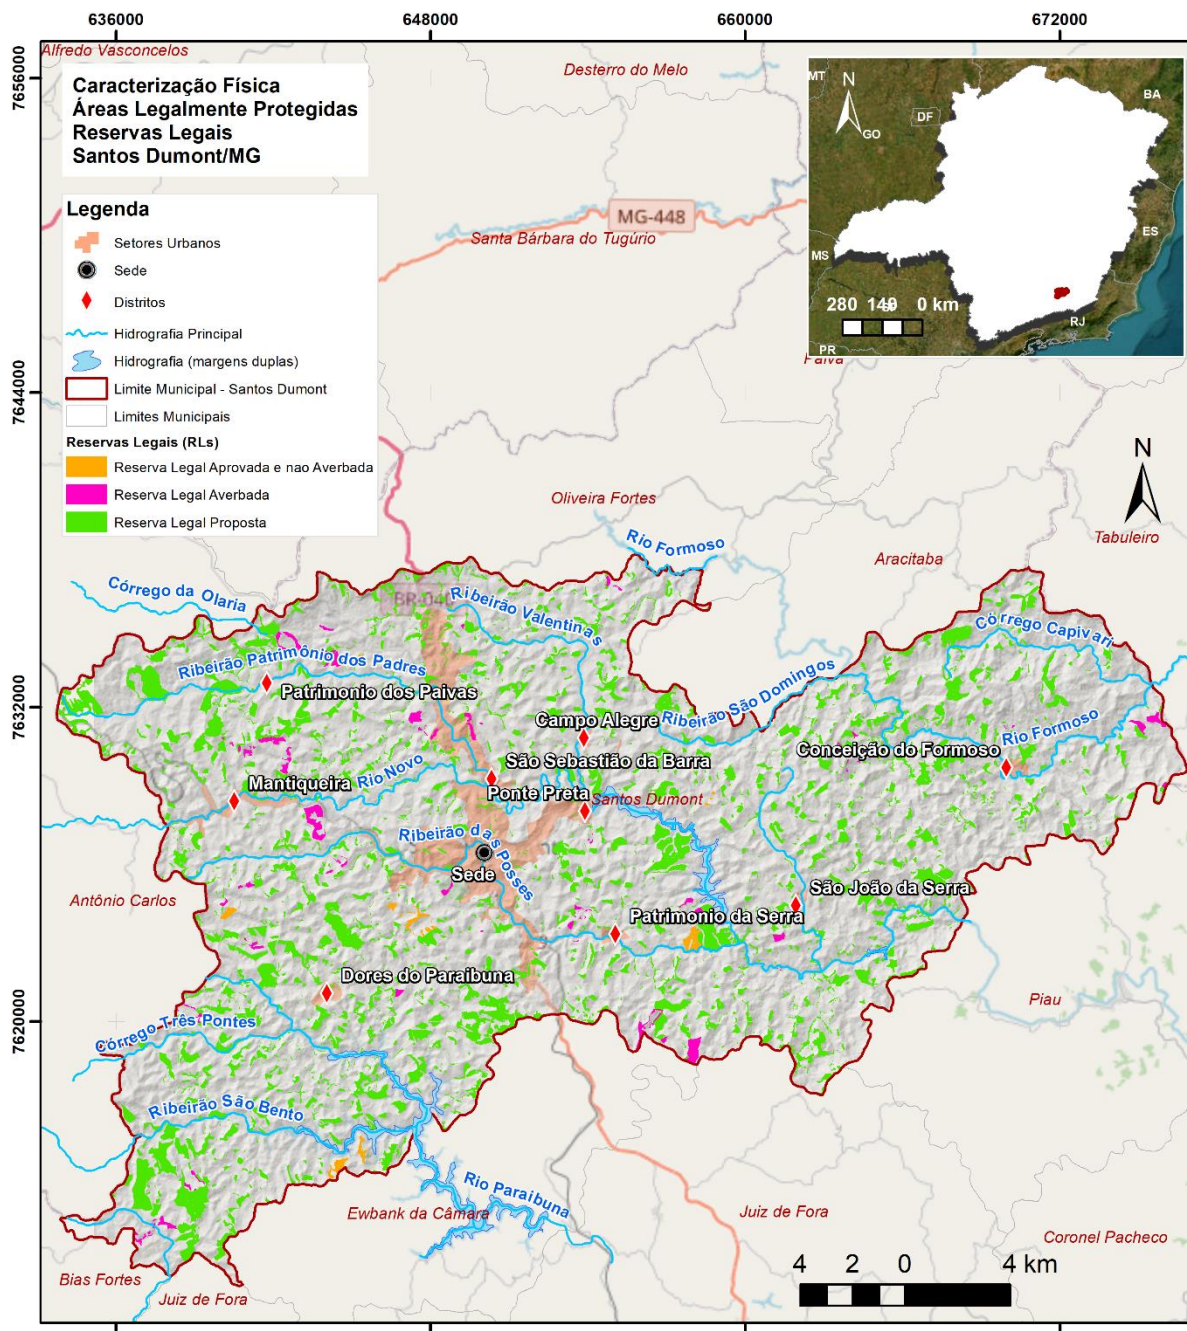 636000
648000
660000
672000
7656000
7644000
7632000
7620000
Alfredo Vasconcelos
Desterro do Melo
Caracterização Física
Áreas Legalmente Protegidas
Reservas Legais
Santos Dumont/MG
N
MT
BA
DF
GO
ES
MS
RJ
PR
280 140 0 km
Legenda
Setores Urbanos
Sede
Distritos
Hidrografia Principal
Hidrografia (margens duplas)
Limite Municipal - Santos Dumont
Limites Municipais
Reservas Legais (RLs)
Reserva Legal Aprovada e nao Averbada
Reserva Legal Averbada
Reserva Legal Proposta
MG-448
Santa Bárbara do Tugúrio
Paiva
N
Oliveira Fortes
Tabuleiro
Rio Formoso
Aracitaba
Córrego da Olaria
BR-040
Ribeirão Valentinas
Córrego Capivari
Ribeirão Patrimônio dos Padres
Patrimonio dos Paivas
Ribeirão São Domingos
Campo Alegre
Rio Formoso
Conceição do Formoso
São Sebastião da Barra
Mantiqueira
Rio Novo
Ponte Preta
Santos Dumont
Ribeirão das Posses
Sede
São João da Serra
Antônio Carlos
Patrimonio da Serra
Dores do Paraibuna
Piau
Córrego Três Pontes
Ribeirão São Bento
Rio Paraibuna
Ewbank da Câmara
Juiz de Fora
Coronel Pacheco
Bias Fortes
Juiz de Fora
4 2 0 4 km